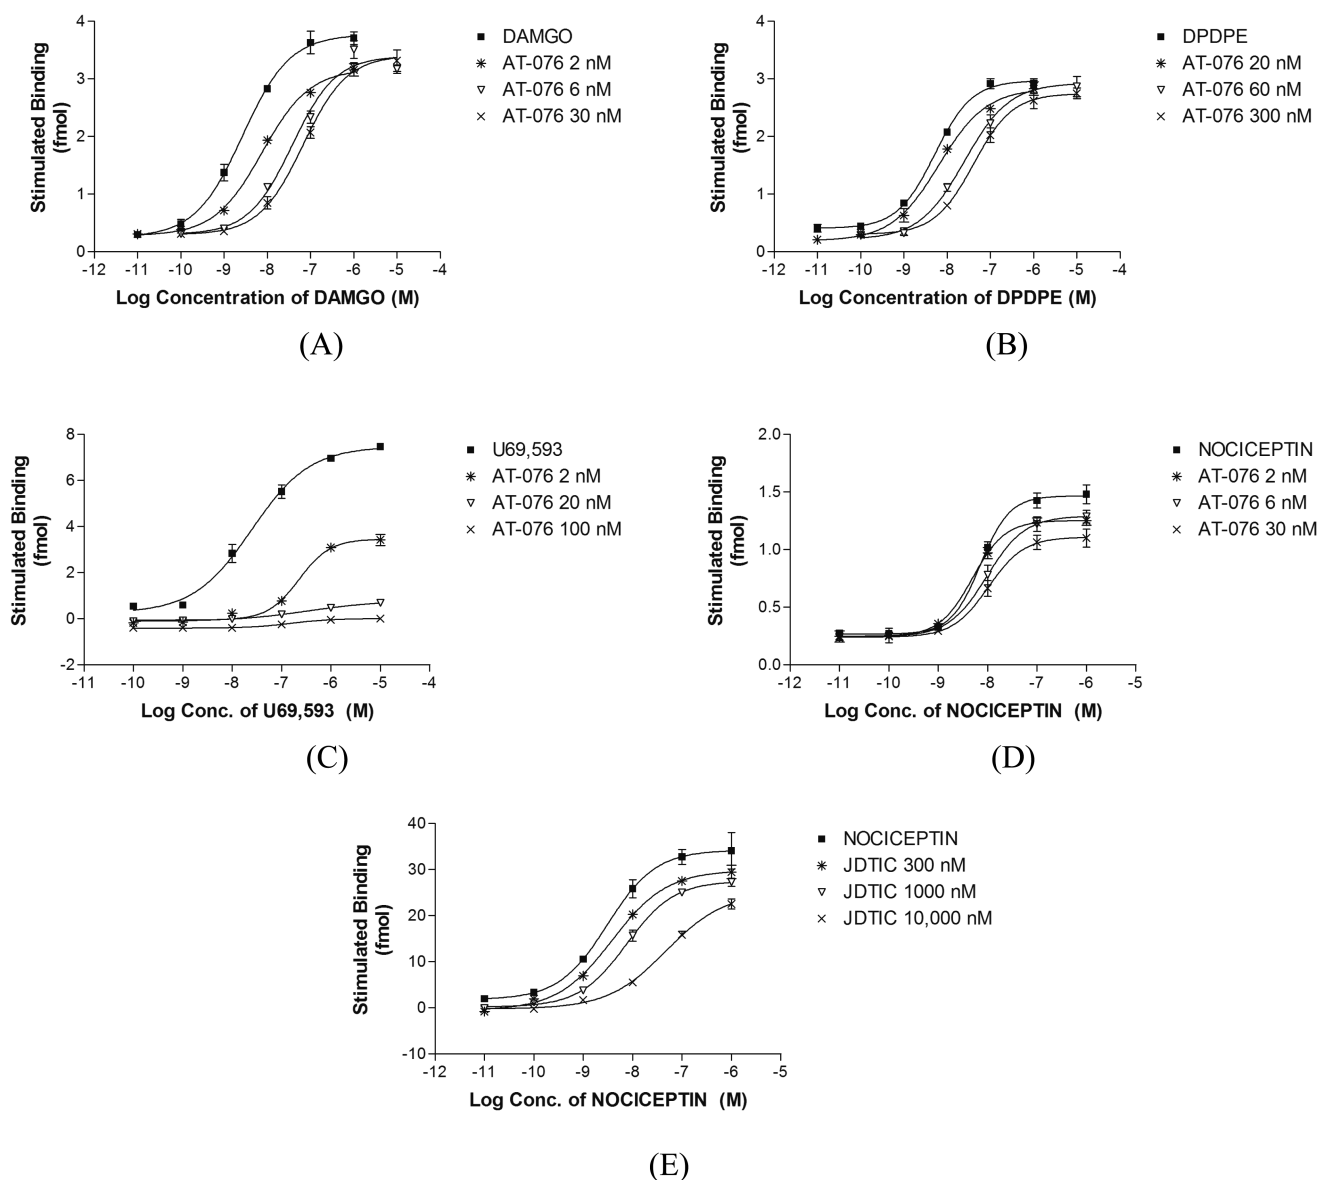 4
3
2
1
0
-12 -11 -10 -9 -8 -7 -6 -5 -4
Stimulated Binding
(fmol)
Log Concentration of DAMGO (M)
DAMGO
AT-076 2 nM
AT-076 6 nM
AT-076 30 nM
(A)
4
3
2
1
0
-12 -11 -10 -9 -8 -7 -6 -5 -4
Stimulated Binding
(fmol)
Log Concentration of DPDPE (M)
DPDPE
AT-076 20 nM
AT-076 60 nM
AT-076 300 nM
(B)
8
6
4
2
0
-2
-11 -10 -9 -8 -7 -6 -5 -4
Stimulated Binding
(fmol)
Log Conc. of U69,593 (M)
U69,593
AT-076 2 nM
AT-076 20 nM
AT-076 100 nM
(C)
2.0
1.5
1.0
0.5
0.0
-12 -11 -10 -9 -8 -7 -6 -5
Stimulated Binding
(fmol)
Log Conc. of NOCICEPTIN (M)
NOCICEPTIN
AT-076 2 nM
AT-076 6 nM
AT-076 30 nM
(D)
40
30
20
10
0
-10
-12 -11 -10 -9 -8 -7 -6 -5
Stimulated Binding
(fmol)
Log Conc. of NOCICEPTIN (M)
NOCICEPTIN
JDTIC 300 nM
JDTIC 1000 nM
JDTIC 10,000 nM
(E)